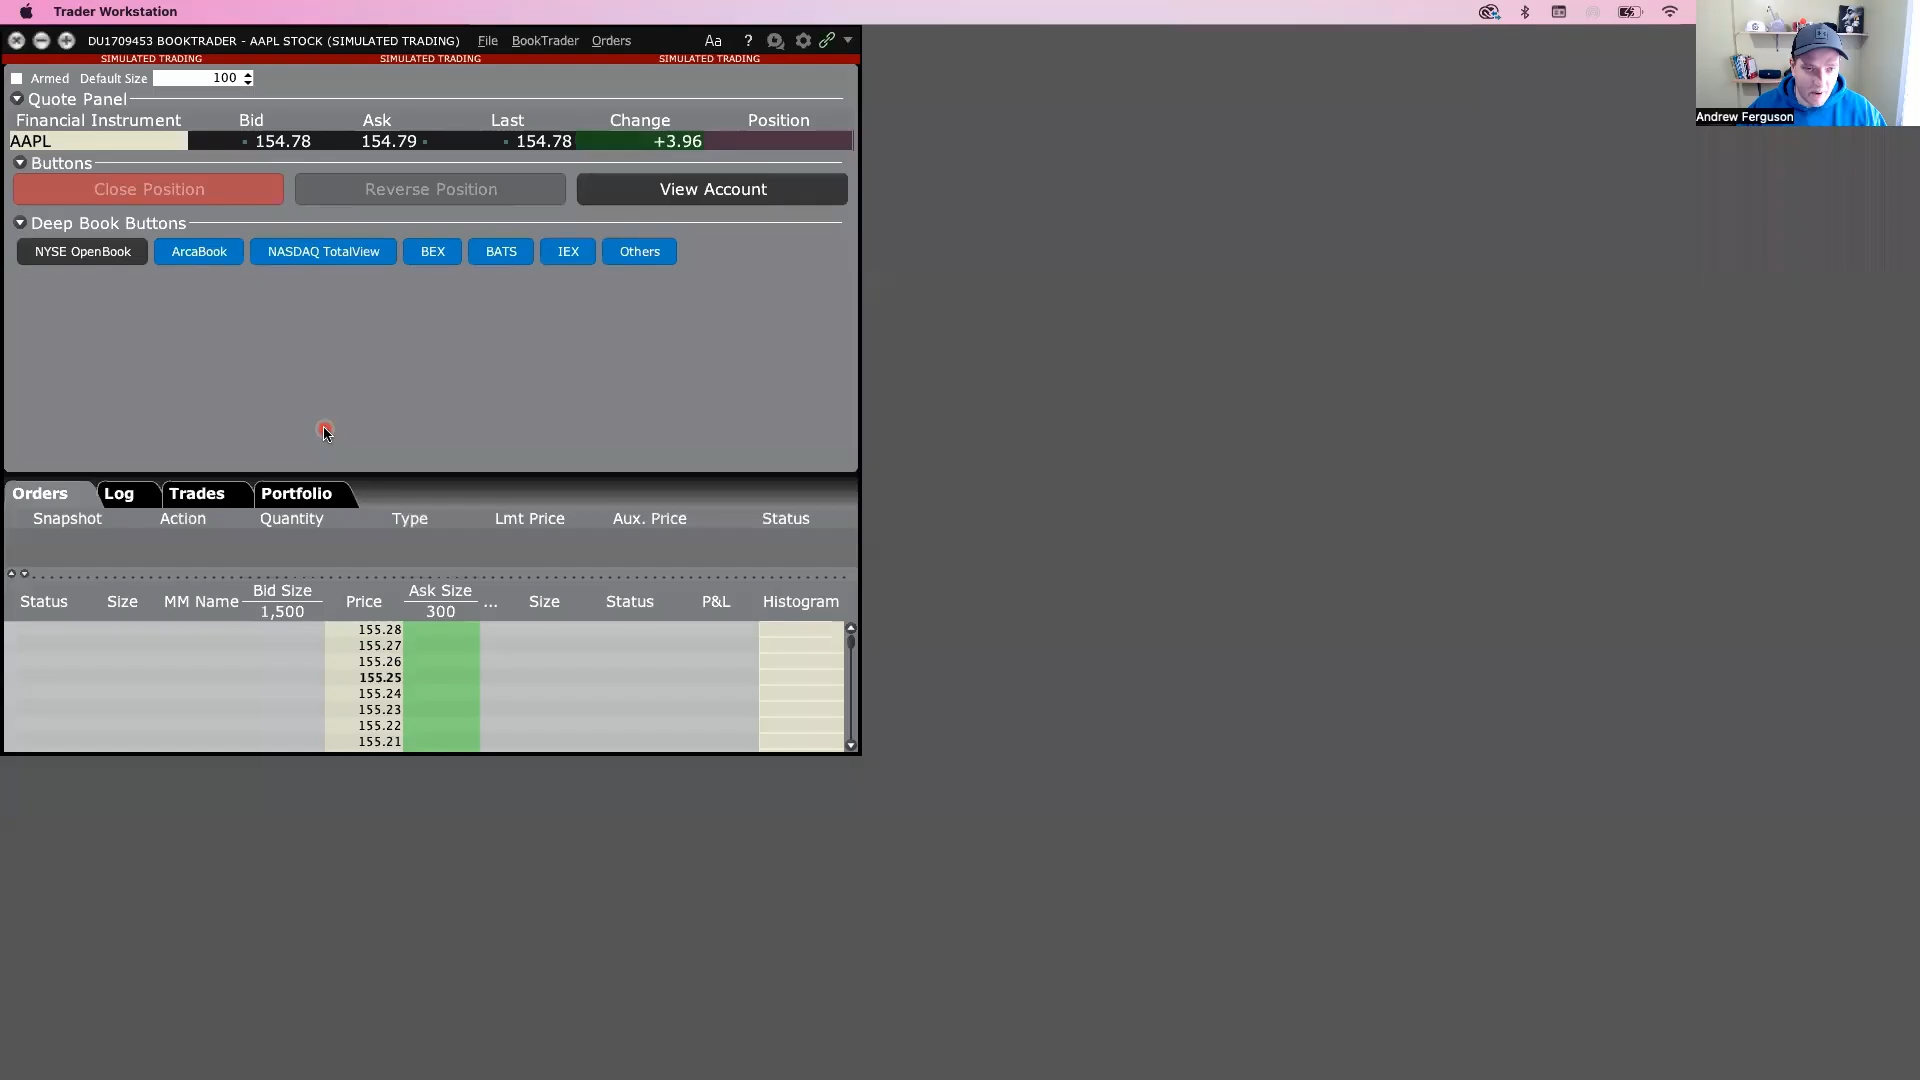 Trader Workstation
DU1709453 BOOKTRADER - AAPL STOCK (SIMULATED TRADING) File BookTrader Orders Aa ?
SIMULATED TRADING SIMULATED TRADING SIMULATED TRADING
Armed Default Size 100
Quote Panel
Financial Instrument Bid Ask Last Change Position
AAPL 154.78 154.79 154.78 +3.96
Buttons
Close Position Reverse Position View Account
Deep Book Buttons
NYSE OpenBook ArcaBook NASDAQ TotalView BEX BATS IEX Others
Andrew Ferguson
Orders Log Trades Portfolio
Snapshot Action Quantity Type Lmt Price Aux. Price Status
Status Size MM Name Bid Size Price Ask Size ... Size Status P&L Histogram
1,500 300
155.28
155.27
155.26
155.25
155.24
155.23
155.22
155.21